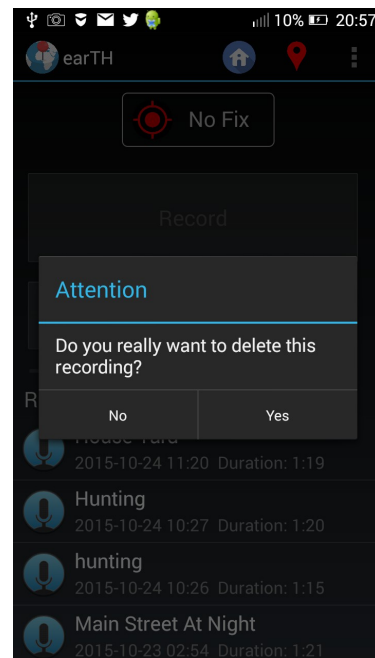 10% 20:57
earTH
No Fix
Record
Attention
Do you really want to delete this
recording?
No Yes
R
House Yard
2015-10-24 11:20 Duration: 1:19
Hunting
2015-10-24 10:27 Duration: 1:20
hunting
2015-10-24 10:26 Duration: 1:15
Main Street At Night
2015-10-23 02:54 Duration: 1:21